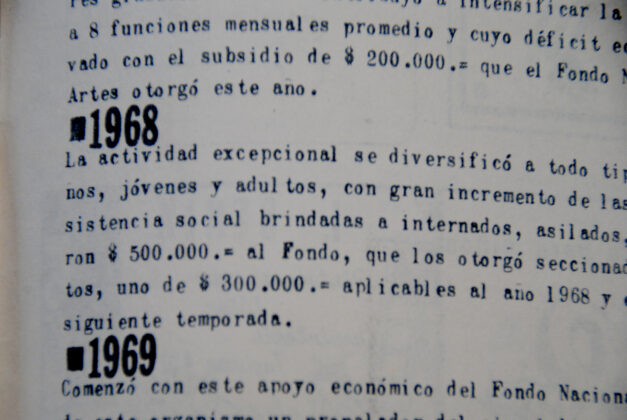 a intensificar la
a 8 funciones mensuales promedio y cuyo déficit
vado con el subsidio de $ 200.000.= que el Fondo
Artes otorgó este año.
■1968
La actividad excepcional se diversificó a todo tip
nos, jóvenes y adultos, con gran incremento de las
sistencia social brindadas a internados, asilados,
ron $ 500.000.= al Fondo, que los otorgó secciona
tos, uno de $ 300.000.= aplicables al año 1968 y
siguiente temporada.
■1969
Comenzó con este apoyo económico del Fondo Nacion